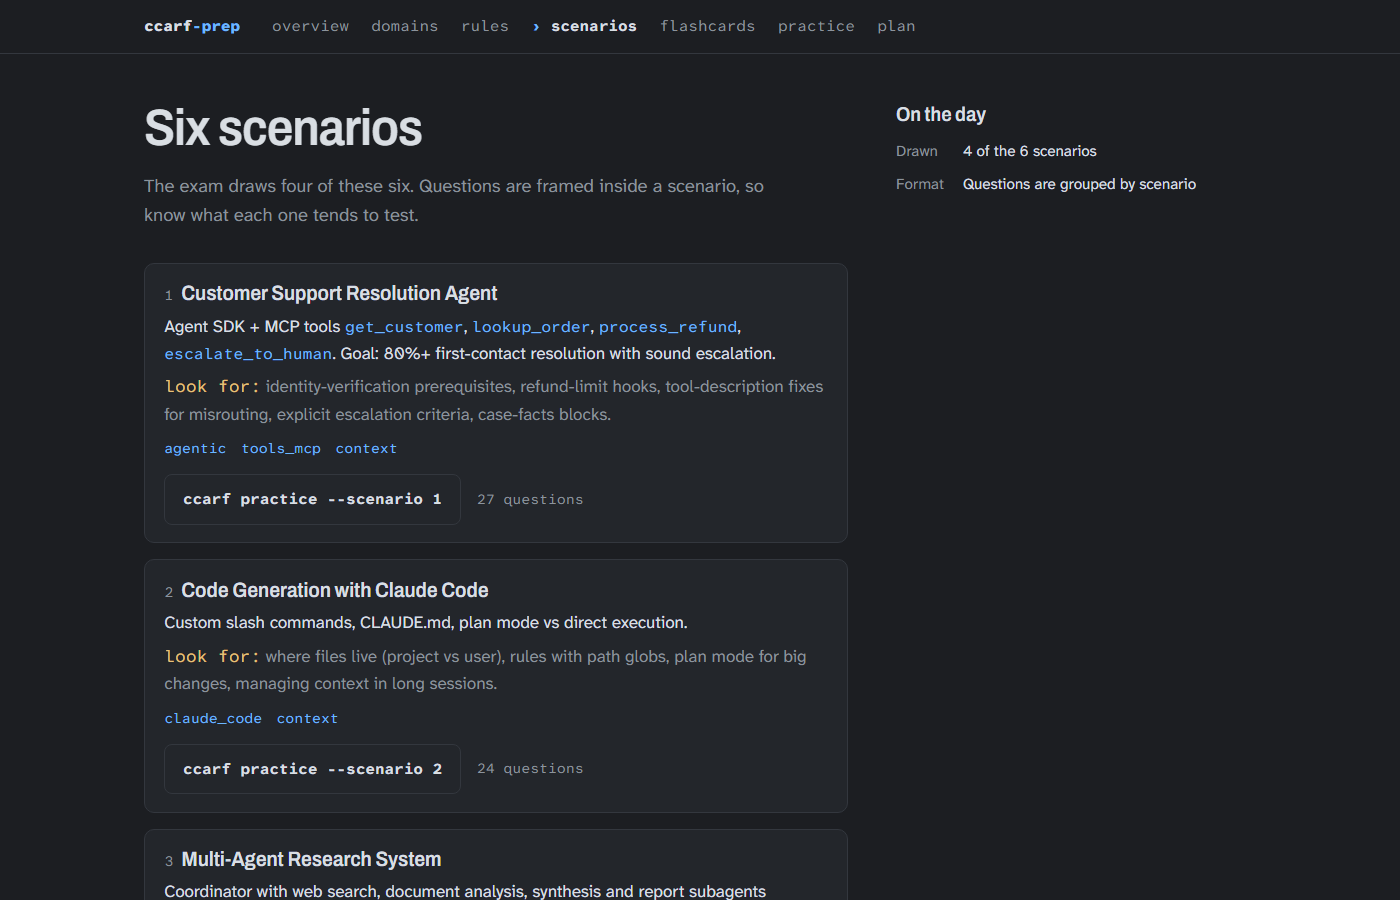 ccarf-prep overview domains rules › scenarios flashcards practice plan
Six scenarios
The exam draws four of these six. Questions are framed inside a scenario, so
know what each one tends to test.
On the day
Drawn 4 of the 6 scenarios
Format Questions are grouped by scenario
1 Customer Support Resolution Agent
Agent SDK + MCP tools get_customer, lookup_order, process_refund,
escalate_to_human. Goal: 80%+ first-contact resolution with sound escalation.
look for: identity-verification prerequisites, refund-limit hooks, tool-description fixes
for misrouting, explicit escalation criteria, case-facts blocks.
agentic tools_mcp context
ccarf practice --scenario 1 27 questions
2 Code Generation with Claude Code
Custom slash commands, CLAUDE.md, plan mode vs direct execution.
look for: where files live (project vs user), rules with path globs, plan mode for big
changes, managing context in long sessions.
claude_code context
ccarf practice --scenario 2 24 questions
3 Multi-Agent Research System
Coordinator with web search, document analysis, synthesis and report subagents